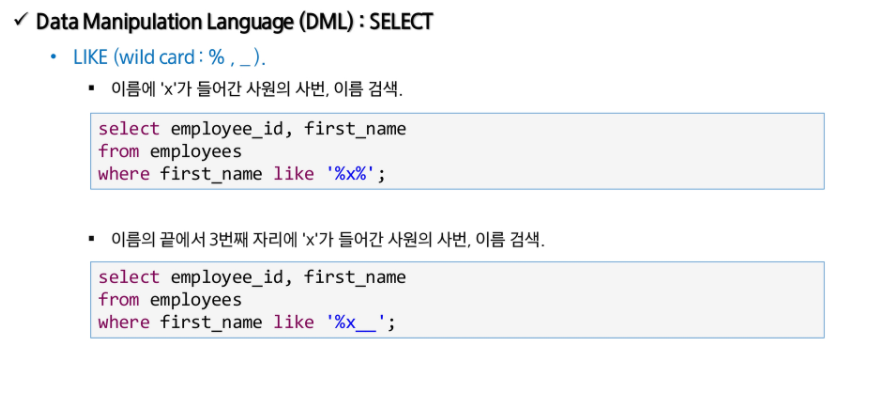 ✓ Data Manipulation Language (DML) : SELECT
• LIKE (wild card : % , _ ).
▪ 이름에 'x'가 들어간 사원의 사번, 이름 검색.
select employee_id, first_name
from employees
where first_name like '%x%';
▪ 이름의 끝에서 3번째 자리에 'x'가 들어간 사원의 사번, 이름 검색.
select employee_id, first_name
from employees
where first_name like '%x__';